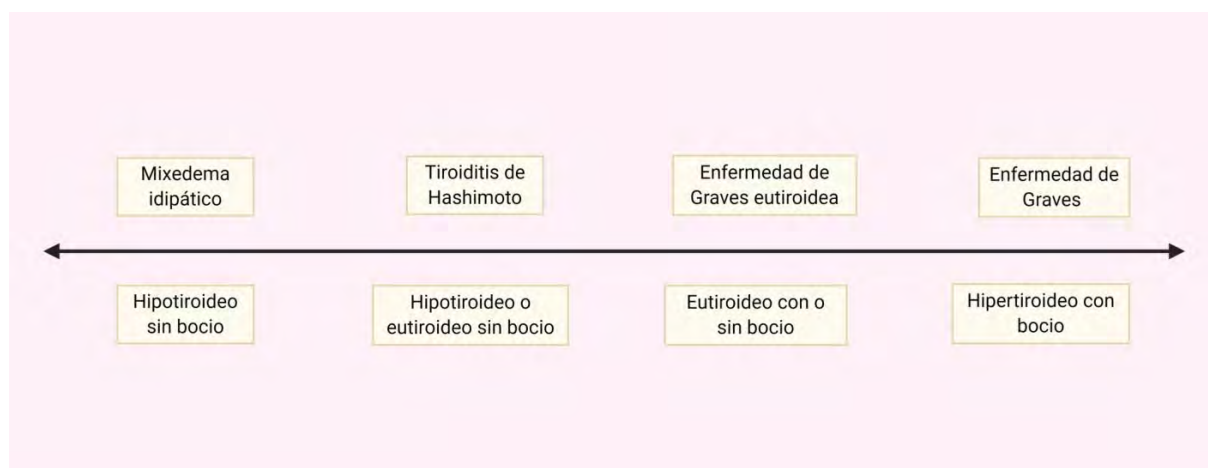 Mixedema
idipático
Tiroiditis de
Hashimoto
Enfermedad de
Graves eutiroidea
Enfermedad de
Graves
Hipotiroideo
sin bocio
Hipotiroideo o
eutiroideo sin bocio
Eutiroideo con o
sin bocio
Hipertiroideo con
bocio